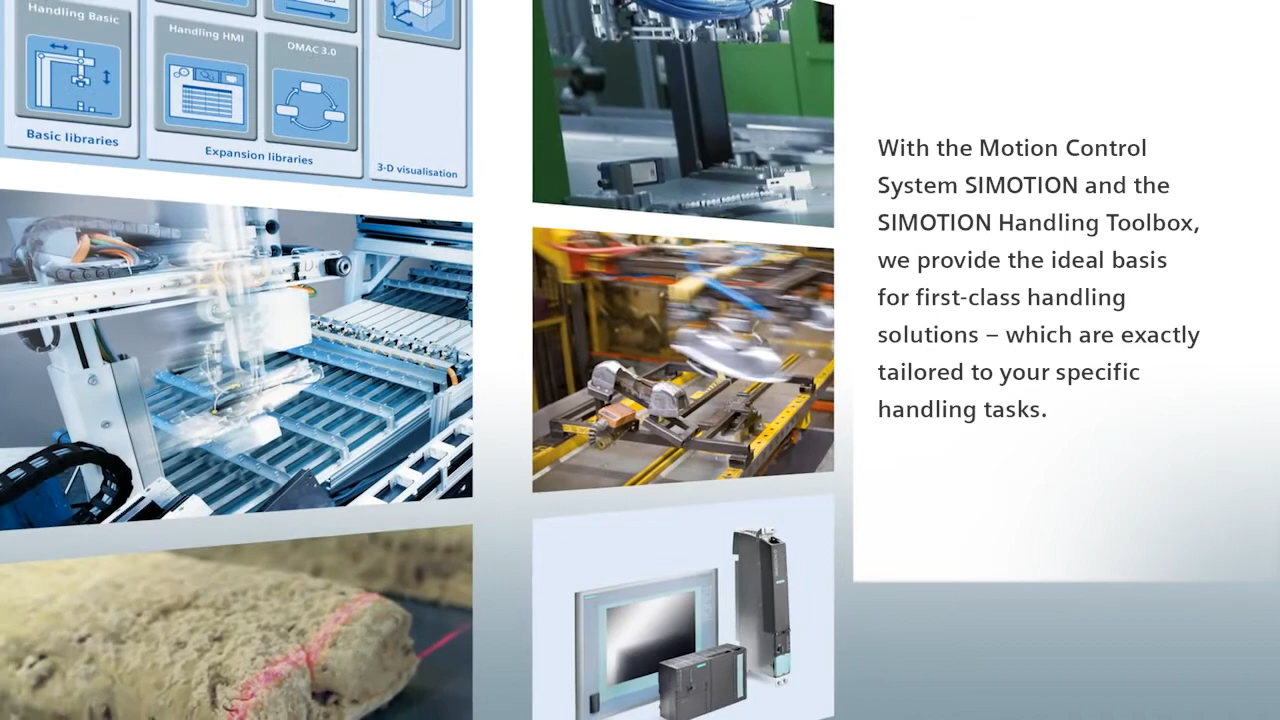 Handling Basic
Handling HMI
DMAC 3.0
Basic libraries
Expansion libraries
3-D visualisation
With the Motion Control
System SIMOTION and the
SIMOTION Handling Toolbox,
we provide the ideal basis
for first-class handling
solutions – which are exactly
tailored to your specific
handling tasks.